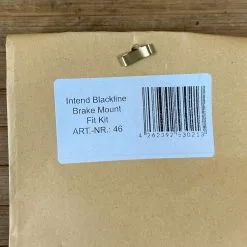 Intend Blackline
Brake Mount
Fit Kit
ART.-NR.: 46